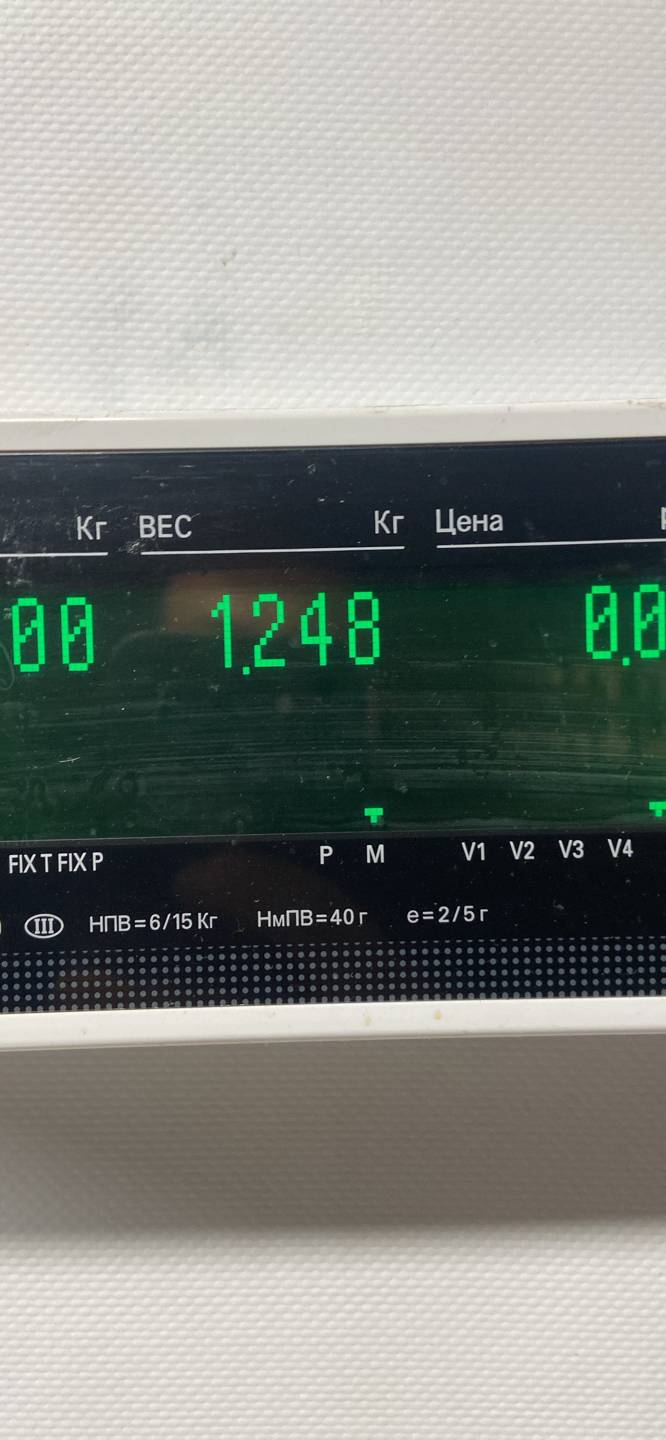 Кг ВЕС Кг Цена
00 1.248 0.0
FIX T FIX P P M V1 V2 V3 V4
III НПВ=6/15 Кг НмПВ=40 г e=2/5 г